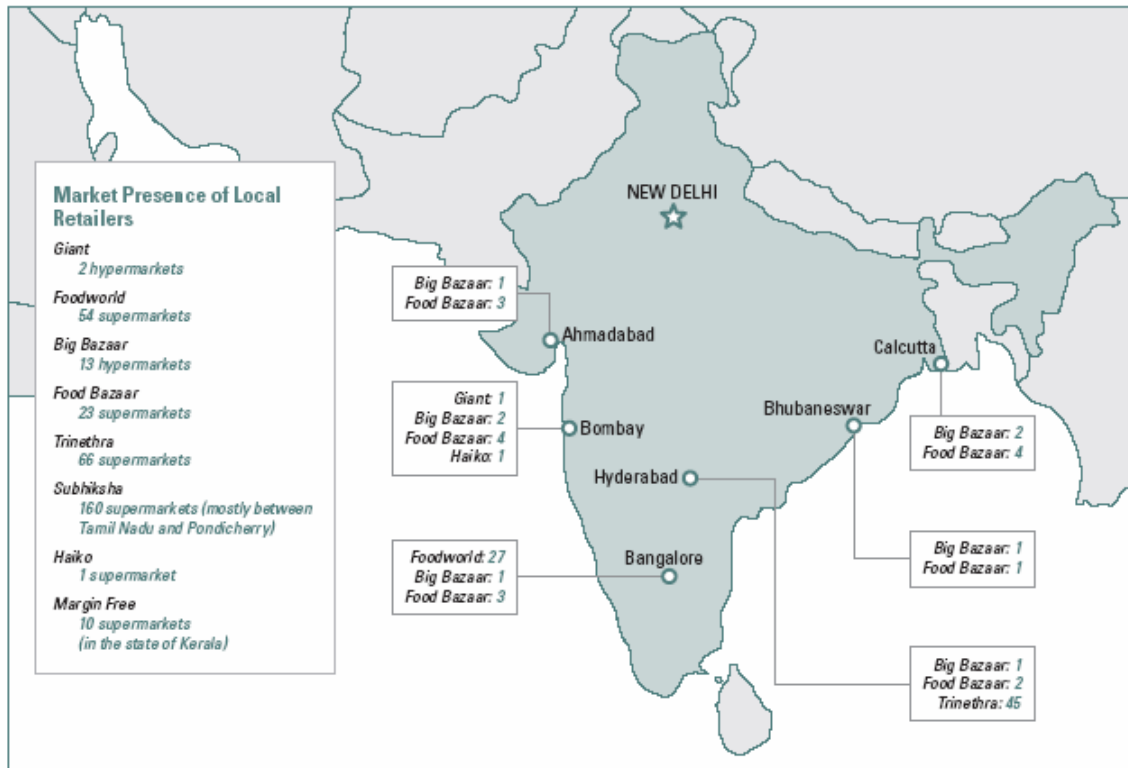 Market Presence of Local
Retailers
Giant
2 hypermarkets
Foodworld
54 supermarkets
Big Bazaar
13 hypermarkets
Food Bazaar
23 supermarkets
Trinethra
66 supermarkets
Subhiksha
160 supermarkets (mostly between
Tamil Nadu and Pondicherry)
Haiko
1 supermarket
Margin Free
10 supermarkets
(in the state of Kerala)
NEW DELHI
Big Bazaar: 1
Food Bazaar: 3
Ahmadabad
Calcutta
Giant: 1
Big Bazaar: 2
Food Bazaar: 4
Haiko: 1
Bombay
Bhubaneswar
Big Bazaar: 2
Food Bazaar: 4
Hyderabad
Foodworld: 27
Big Bazaar: 1
Food Bazaar: 3
Bangalore
Big Bazaar: 1
Food Bazaar: 1
Big Bazaar: 1
Food Bazaar: 2
Trinethra: 45